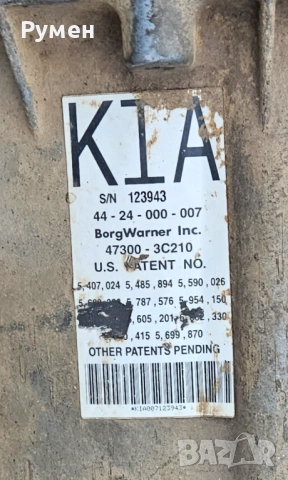 Румен
KIA
S/N 123943
44 - 24 - 000 - 007
BorgWarner Inc.
47300 - 3C210
U.S. PATENT NO.
5,407,024 5,485,894 5,590,026
5,787,576 5,954,150
,605,201 ,330
415 5,699,870
OTHER PATENTS PENDING
*KIA007123943*
bazar